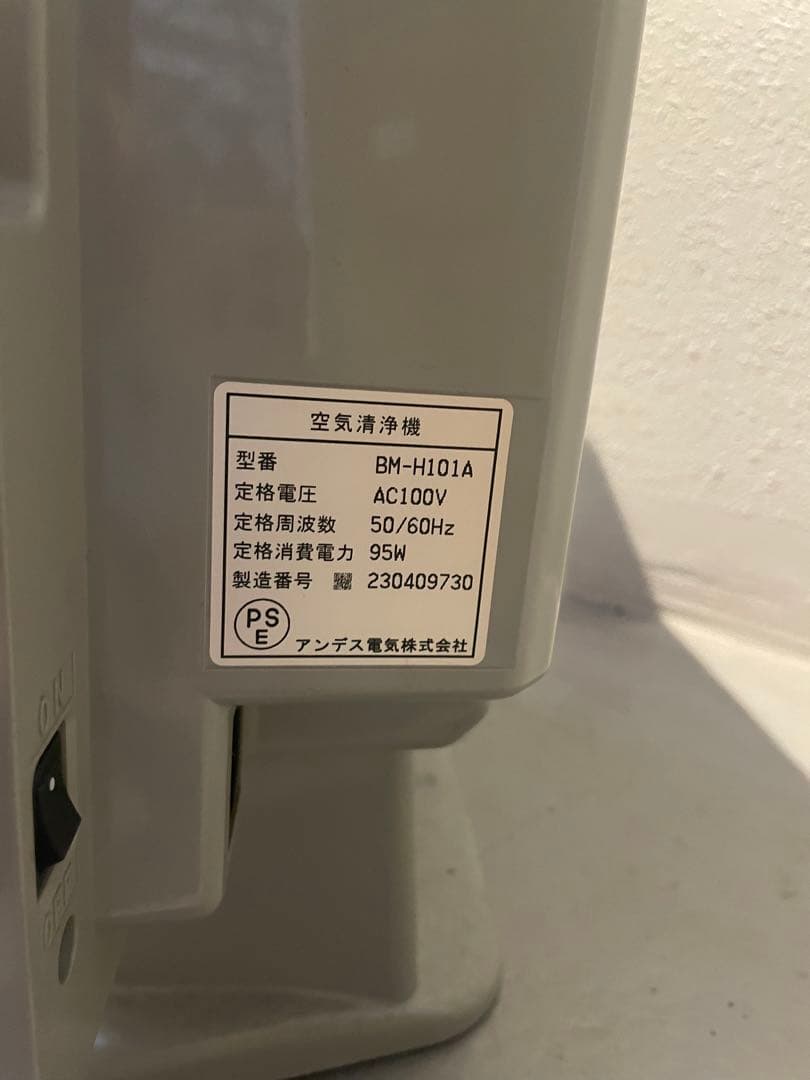 空気清浄機
型番 BM-H101A
定格電圧 AC100V
定格周波数 50/60Hz
定格消費電力 95W
製造番号 230409730
PS
E
アンデス電気株式会社
ON
OFF